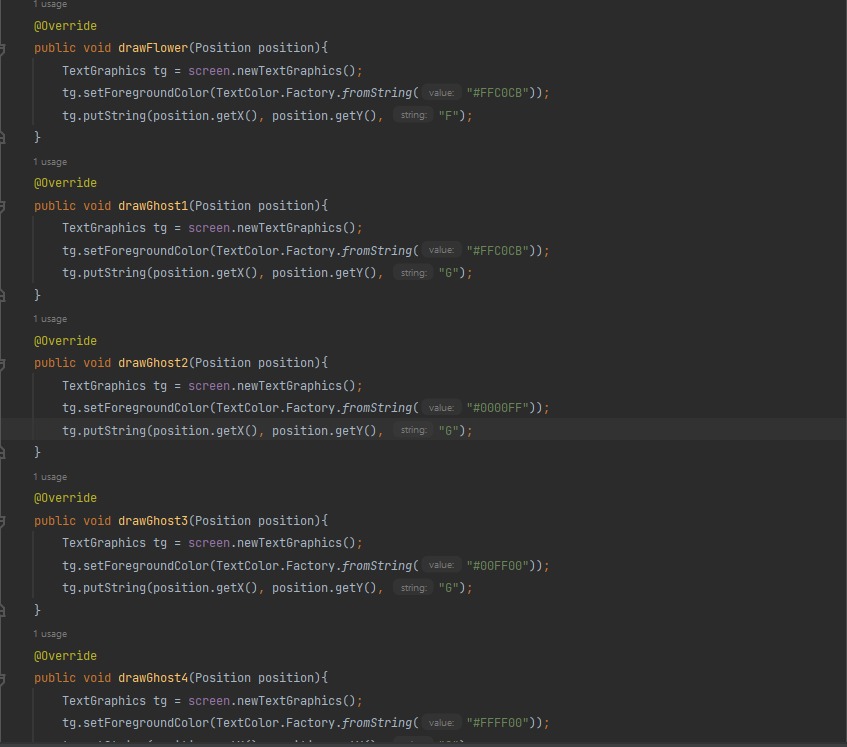 1 usage
@Override
public void drawFlower(Position position){
TextGraphics tg = screen.newTextGraphics();
tg.setForegroundColor(TextColor.Factory.fromString( value: "#FFC0CB"));
tg.putString(position.getX(), position.getY(), string: "F");
}
1 usage
@Override
public void drawGhost1(Position position){
TextGraphics tg = screen.newTextGraphics();
tg.setForegroundColor(TextColor.Factory.fromString( value: "#FFC0CB"));
tg.putString(position.getX(), position.getY(), string: "G");
}
1 usage
@Override
public void drawGhost2(Position position){
TextGraphics tg = screen.newTextGraphics();
tg.setForegroundColor(TextColor.Factory.fromString( value: "#0000FF"));
tg.putString(position.getX(), position.getY(), string: "G");
}
1 usage
@Override
public void drawGhost3(Position position){
TextGraphics tg = screen.newTextGraphics();
tg.setForegroundColor(TextColor.Factory.fromString( value: "#00FF00"));
tg.putString(position.getX(), position.getY(), string: "G");
}
1 usage
@Override
public void drawGhost4(Position position){
TextGraphics tg = screen.newTextGraphics();
tg.setForegroundColor(TextColor.Factory.fromString( value: "#FFFF00"));